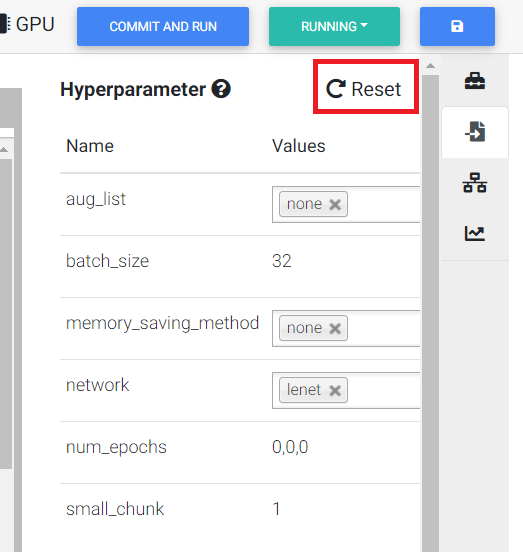 GPU COMMIT AND RUN RUNNING
Hyperparameter Reset
Name Values
aug_list none
batch_size 32
memory_saving_method none
network lenet
num_epochs 0,0,0
small_chunk 1